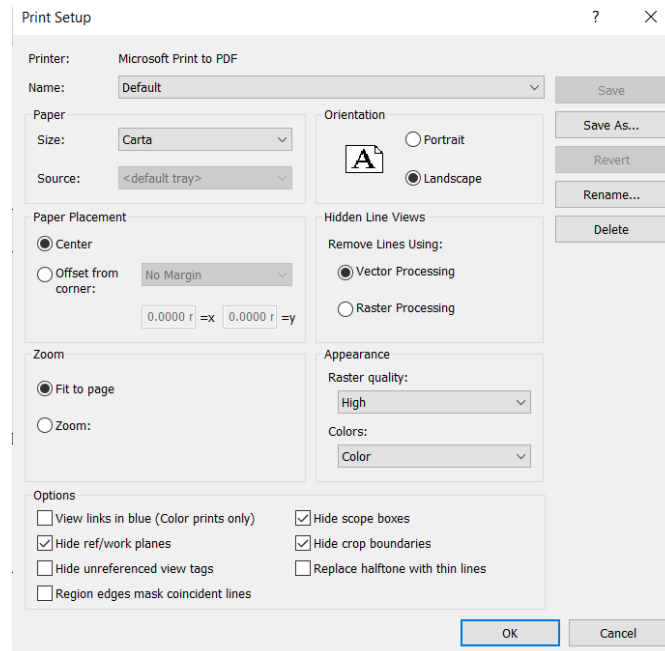 Print Setup ?
Printer: Microsoft Print to PDF
Name: Default
Save
Paper
Size: Carta
Source: <default tray>
Orientation
A
Portrait
Landscape
Save As...
Revert
Rename...
Delete
Paper Placement
Center
Offset from
corner:
No Margin
0.0000 r =x 0.0000 r =y
Hidden Line Views
Remove Lines Using:
Vector Processing
Raster Processing
Zoom
Fit to page
Zoom:
Appearance
Raster quality:
High
Colors:
Color
Options
View links in blue (Color prints only)
Hide ref/work planes
Hide unreferenced view tags
Region edges mask coincident lines
Hide scope boxes
Hide crop boundaries
Replace halftone with thin lines
OK Cancel